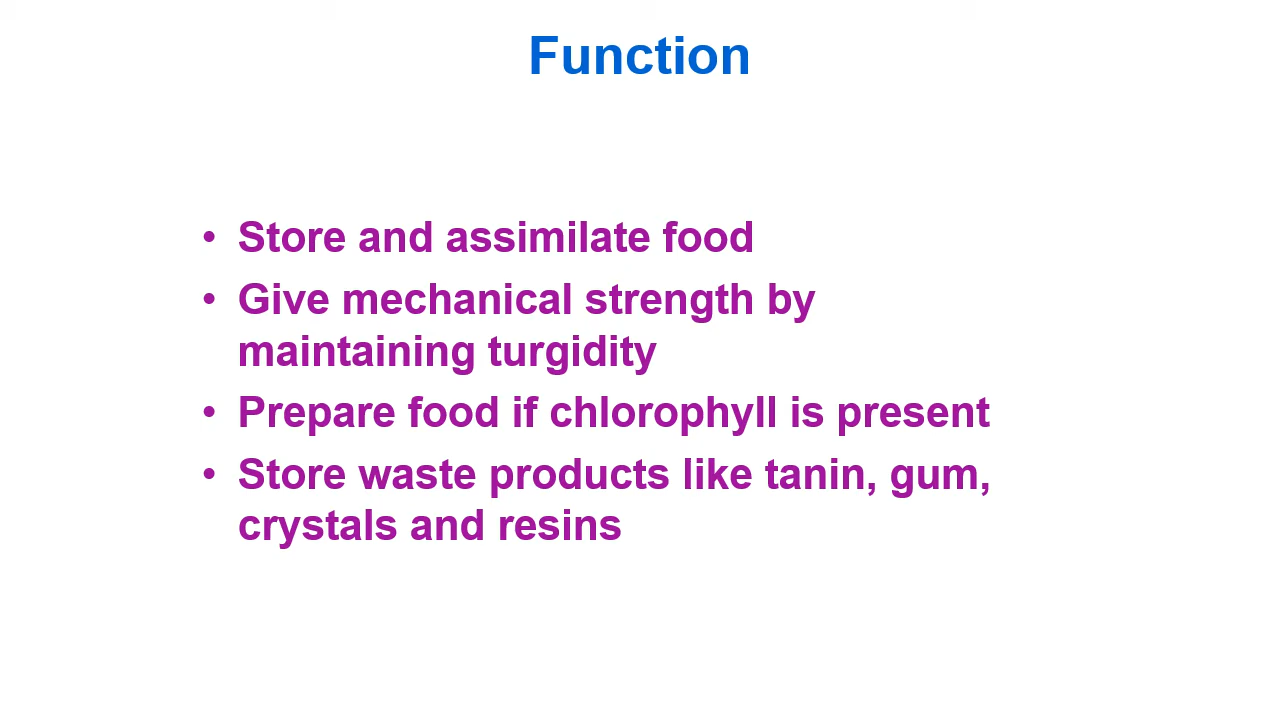 Function
• Store and assimilate food
• Give mechanical strength by
maintaining turgidity
• Prepare food if chlorophyll is present
• Store waste products like tanin, gum,
crystals and resins